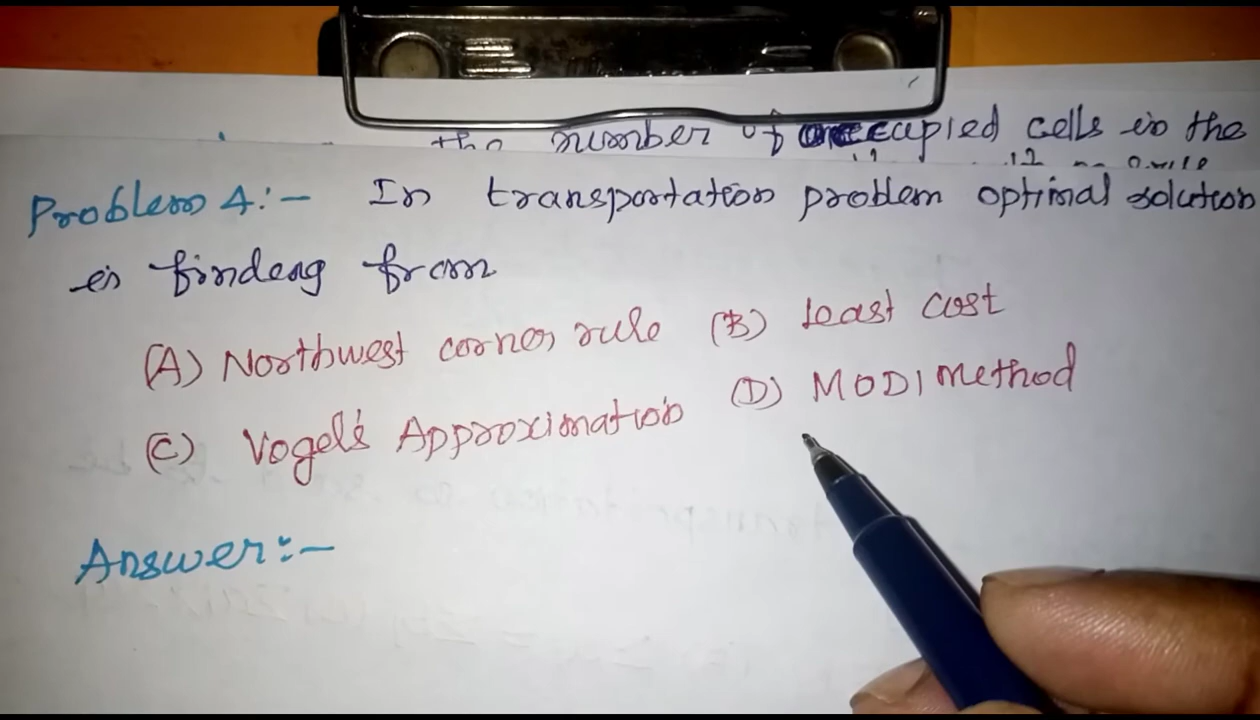 the number of occupied cells in the
Problem 4:- In transportation problem optimal solution
is finding from
(A) Northwest corner rule (B) Least cost
(C) Vogel's Approximation (D) MODI Method
Answer:-